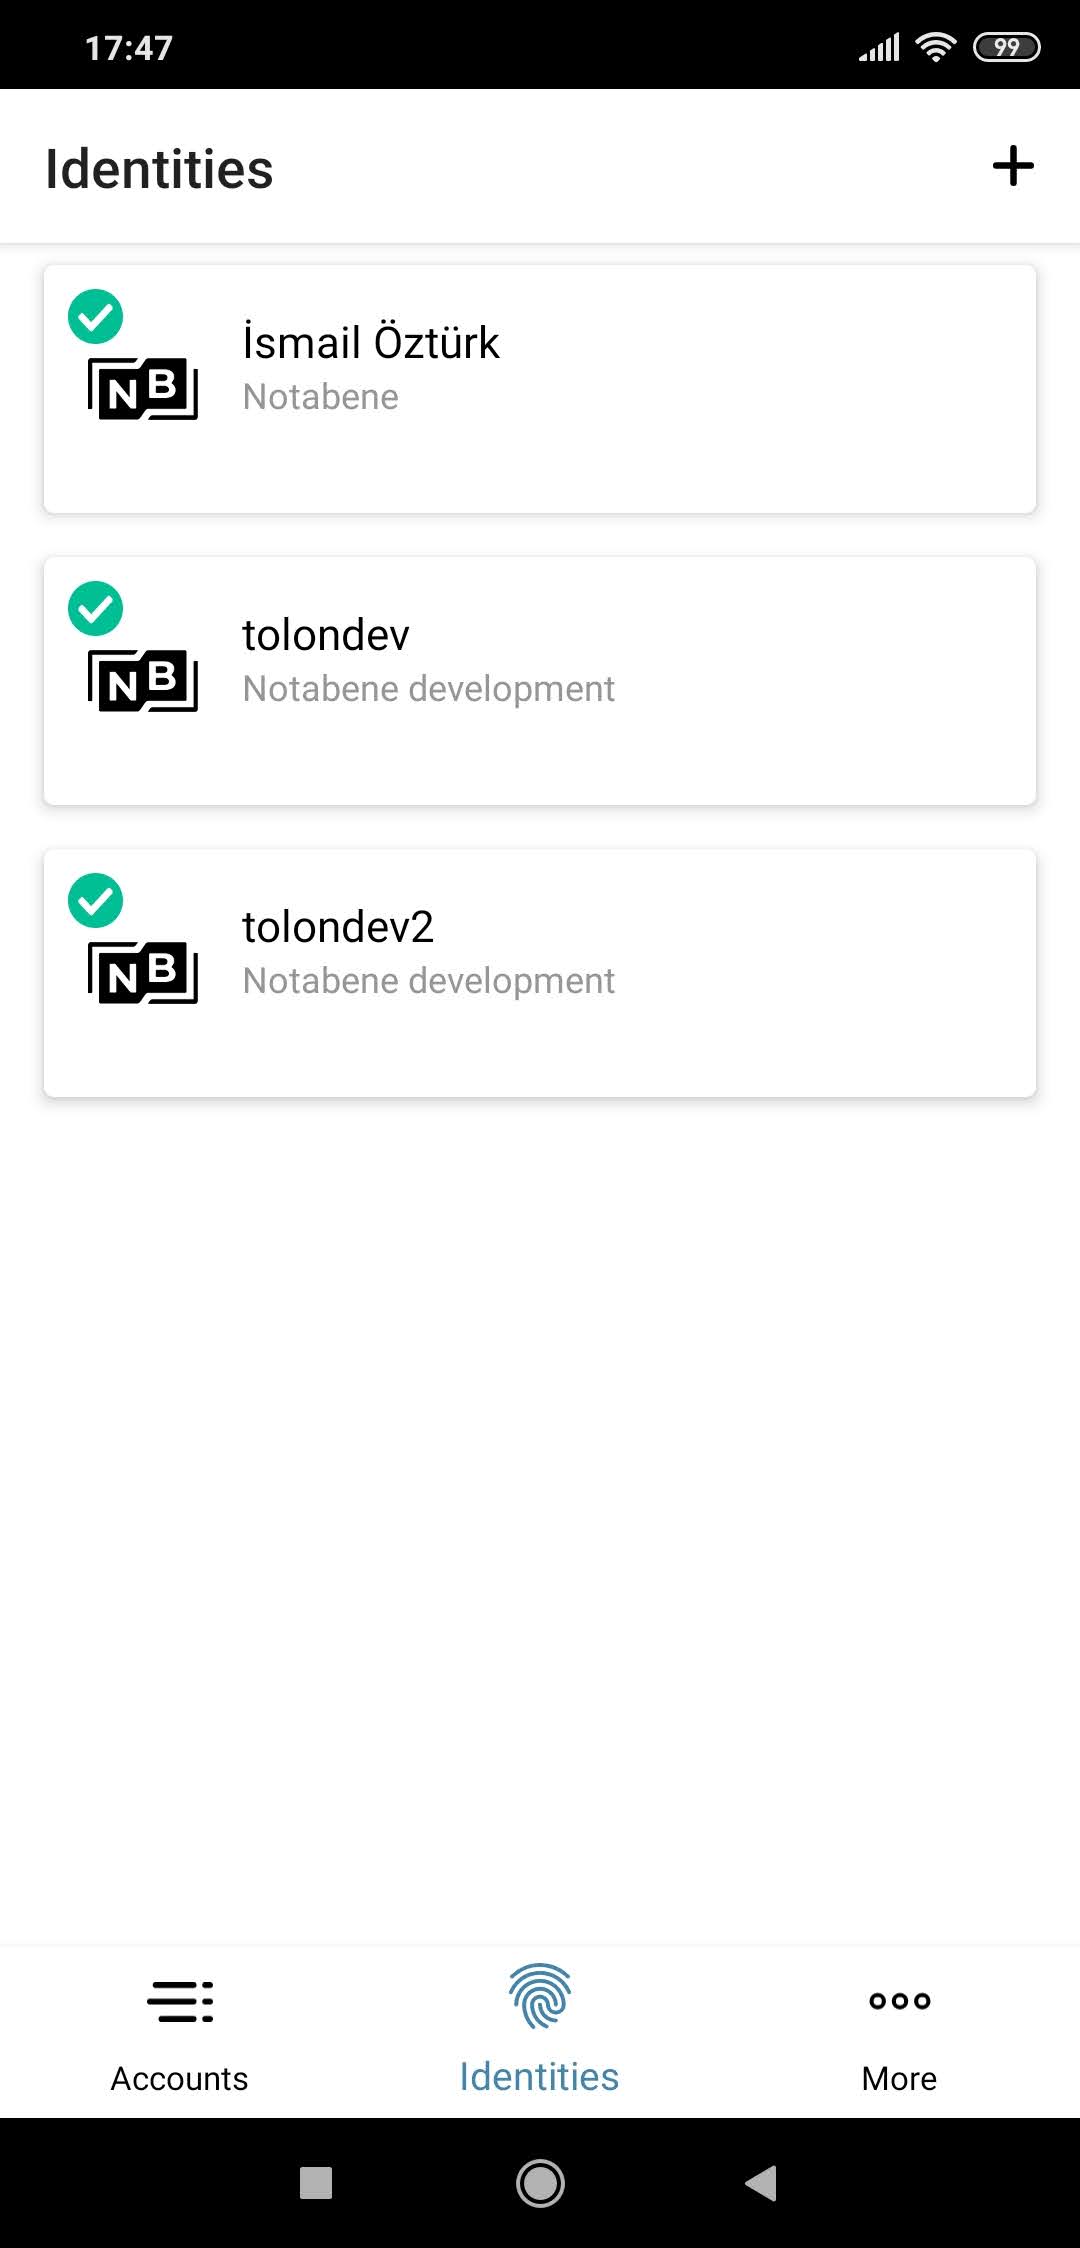 17:47
99
Identities
İsmail Öztürk
NB
Notabene
tolondev
NB
Notabene development
tolondev2
NB
Notabene development
Accounts
Identities
More